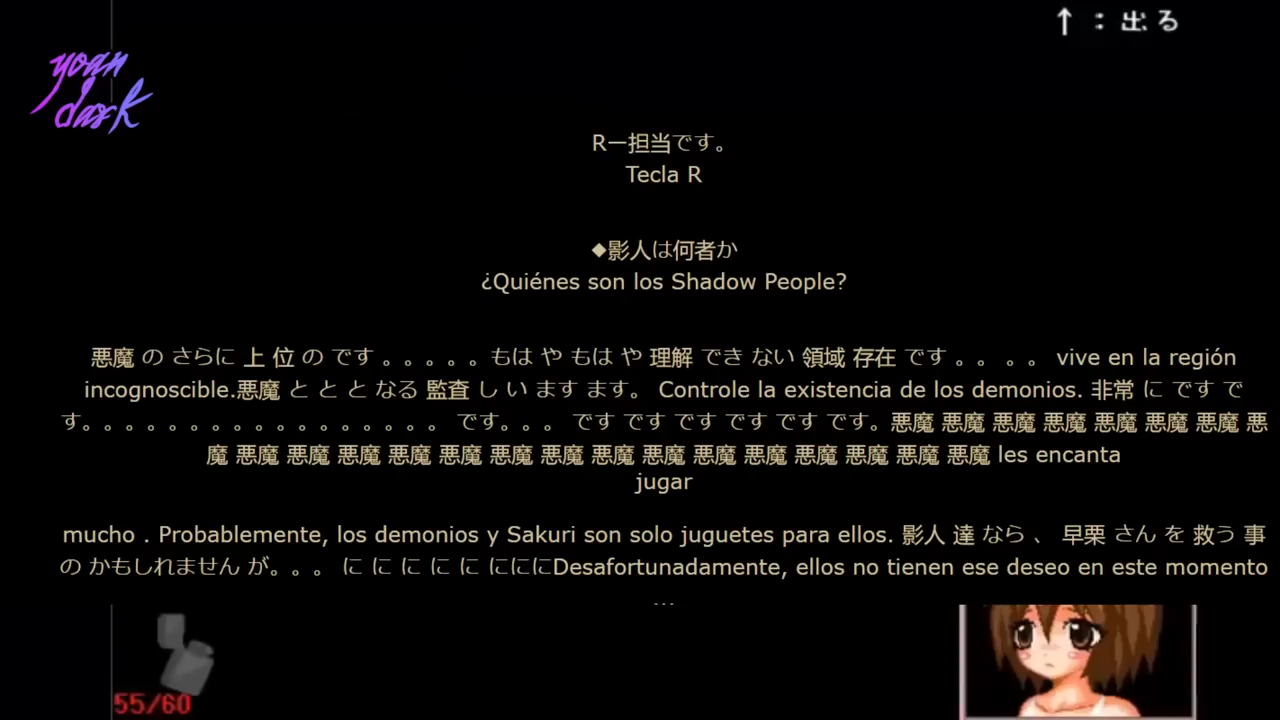 ↑：出る
yoan
dark
Rー担当です。
Tecla R
◆影人は何者か
¿Quiénes son los Shadow People?
悪魔 の さらに 上 位 の です 。。。。。もは や もは や 理解 でき ない 領域 存在 です 。。。。 vive en la región
incognoscible.悪魔 と と と なる 監査 し い ます ます。 Controle la existencia de los demonios. 非常 に です で
す。。。。。。。。。。。。。。。。。 です。。。 です です です です です です。悪魔 悪魔 悪魔 悪魔 悪魔 悪魔 悪魔 悪
魔 悪魔 悪魔 悪魔 悪魔 悪魔 悪魔 悪魔 悪魔 悪魔 悪魔 悪魔 悪魔 悪魔 悪魔 悪魔 les encanta
jugar
mucho . Probablemente, los demonios y Sakuri son solo juguetes para ellos. 影人 達 なら 、 早栗 さん を 救う 事
の かもしれません が。。。 に に に に に にににDesafortunadamente, ellos no tienen ese deseo en este momento
...
55/60